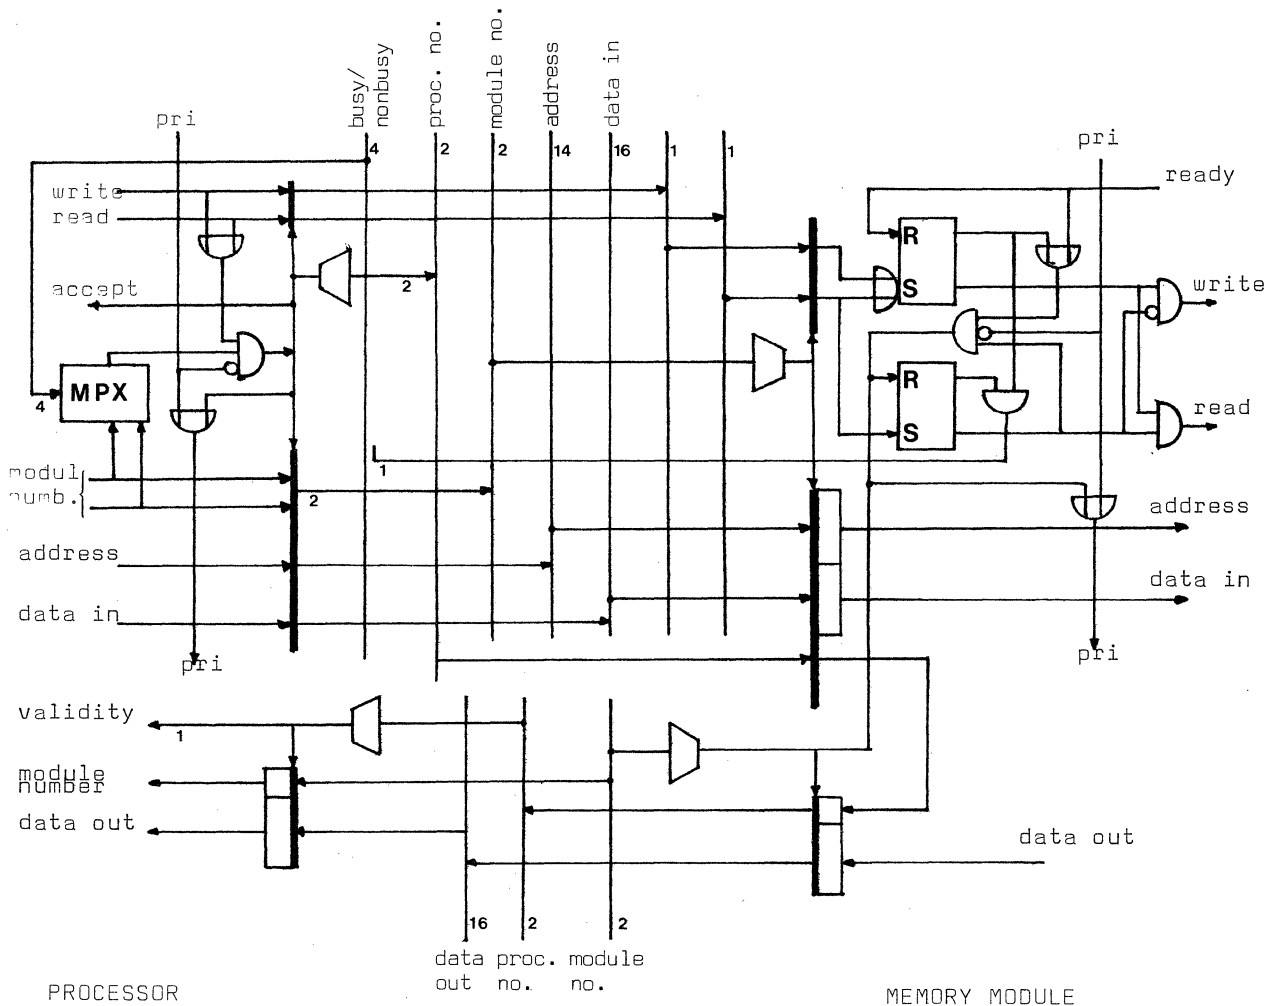 busy/
nonbusy
proc. no.
module no.
address
data in
pri
4
2
2
14
16
1
1
pri
write
read
ready
R
S
accept
2
write
MPX
4
R
S
read
1
modul
numb.
2
address
address
data in
data in
pri
pri
validity
1
module
number
data out
data out
16
2
2
data proc. module
out no. no.
PROCESSOR
MEMORY MODULE